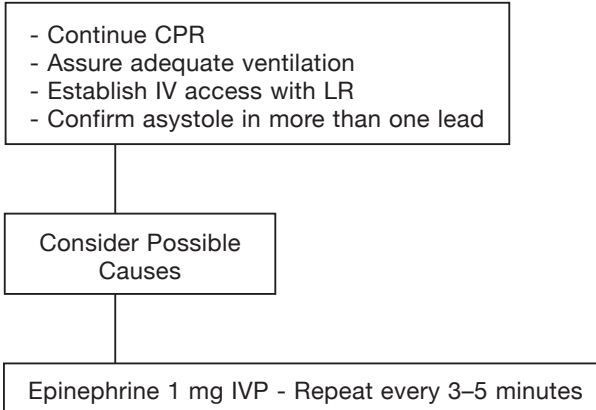 - Continue CPR
- Assure adequate ventilation
- Establish IV access with LR
- Confirm asystole in more than one lead
Consider Possible
Causes
Epinephrine 1 mg IVP - Repeat every 3–5 minutes